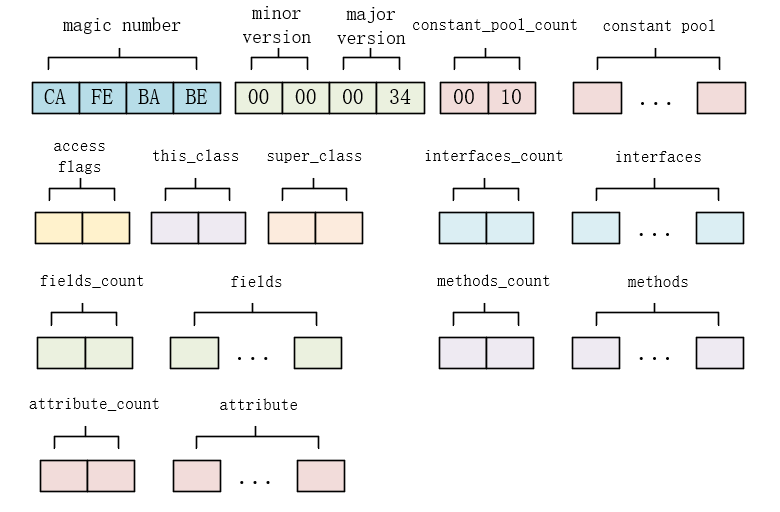 magic number
minor
version
major
version
constant_pool_count
constant pool
CA FE BA BE
00 00 00 34
00 10
...
access
flags
this_class
super_class
interfaces_count
interfaces
...
fields_count
fields
methods_count
methods
...
...
attribute_count
attribute
...